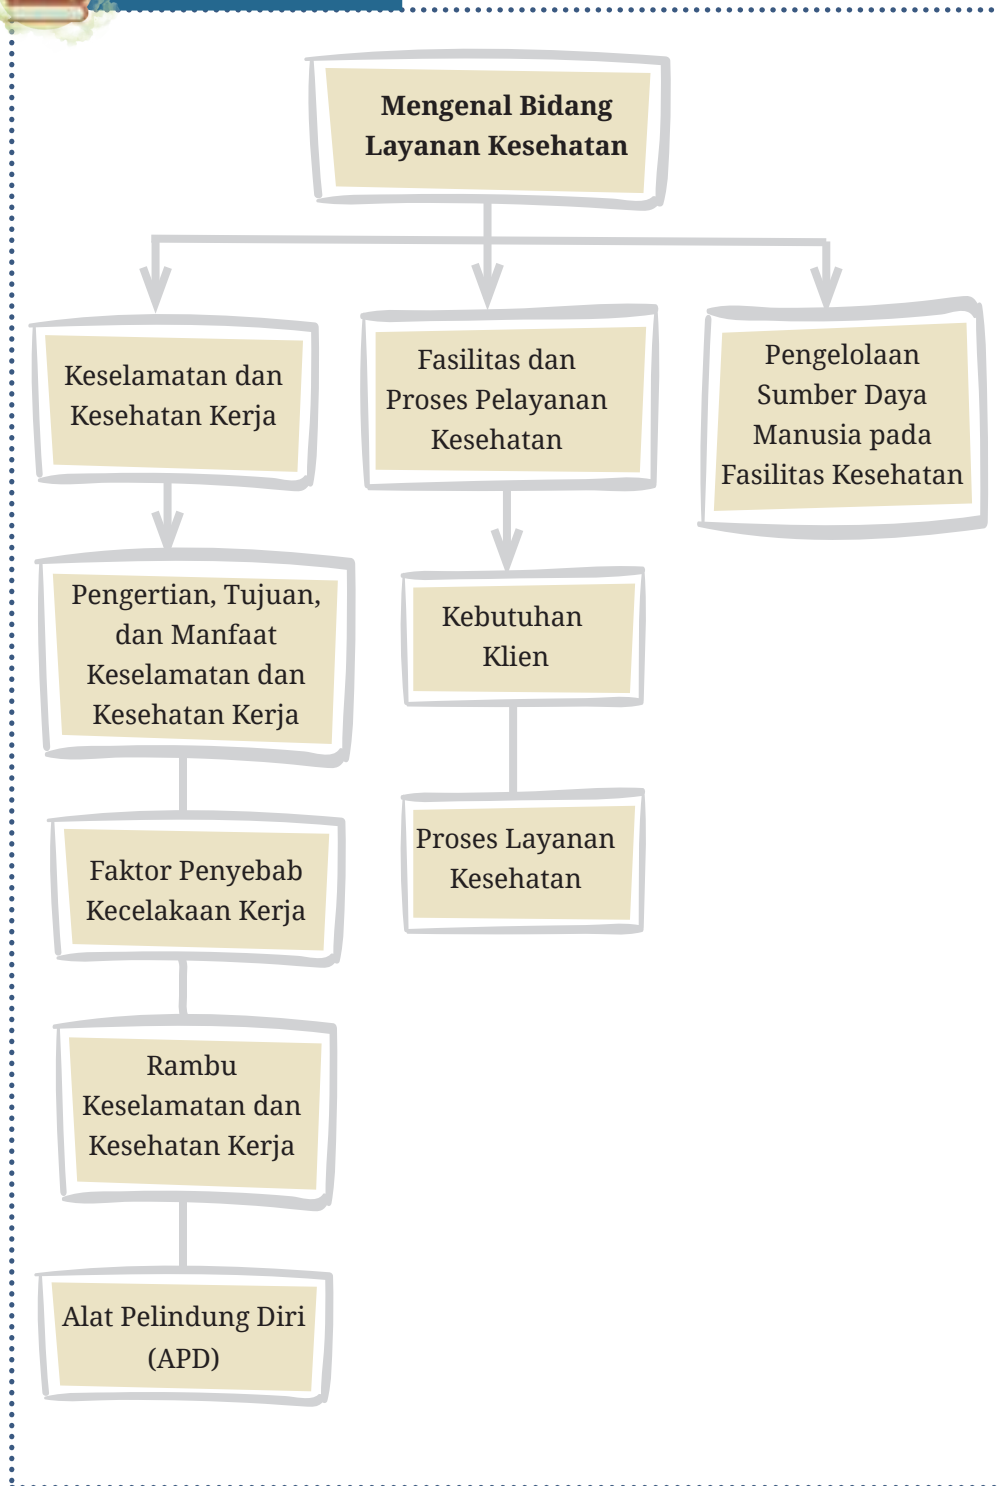 Mengenal Bidang
Layanan Kesehatan
Keselamatan dan
Kesehatan Kerja
Fasilitas dan
Proses Pelayanan
Kesehatan
Pengelolaan
Sumber Daya
Manusia pada
Fasilitas Kesehatan
Pengertian, Tujuan,
dan Manfaat
Keselamatan dan
Kesehatan Kerja
Kebutuhan
Klien
Faktor Penyebab
Kecelakaan Kerja
Proses Layanan
Kesehatan
Rambu
Keselamatan dan
Kesehatan Kerja
Alat Pelindung Diri
(APD)